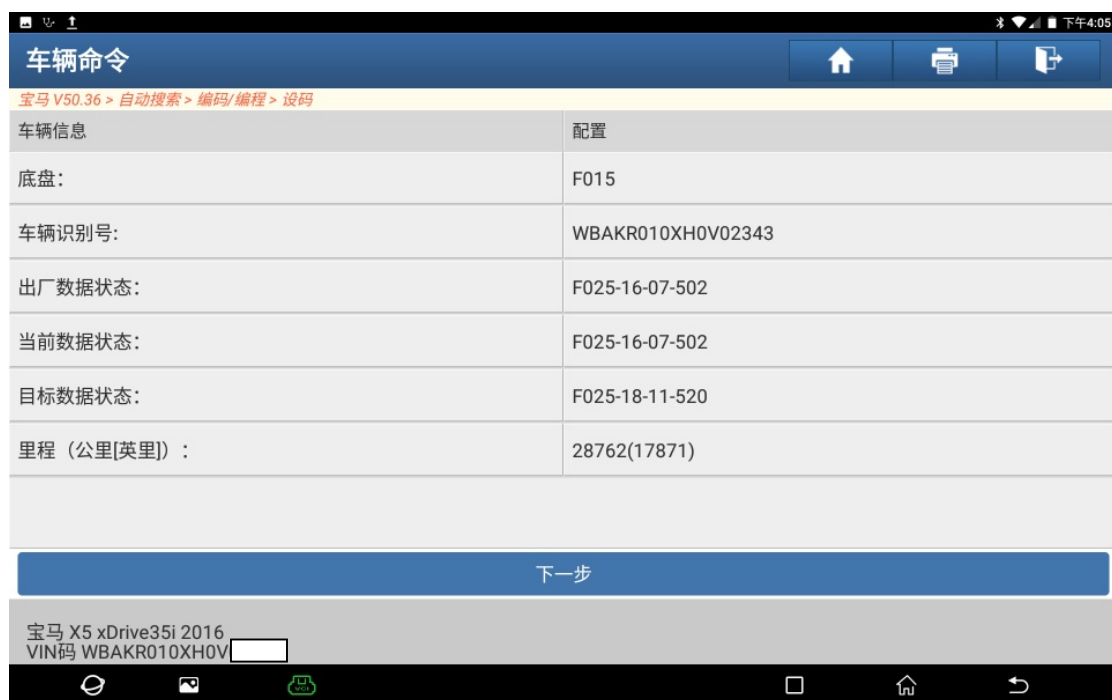 下午4:05
车辆命令
宝马 V50.36 > 自动搜索 > 编码/编程 > 设码
车辆信息 配置
底盘： F015
车辆识别号: WBAKR010XH0V02343
出厂数据状态： F025-16-07-502
当前数据状态： F025-16-07-502
目标数据状态： F025-18-11-520
里程（公里[英里]）： 28762(17871)
下一步
宝马 X5 xDrive35i 2016
VIN码 WBAKR010XH0V
VCI